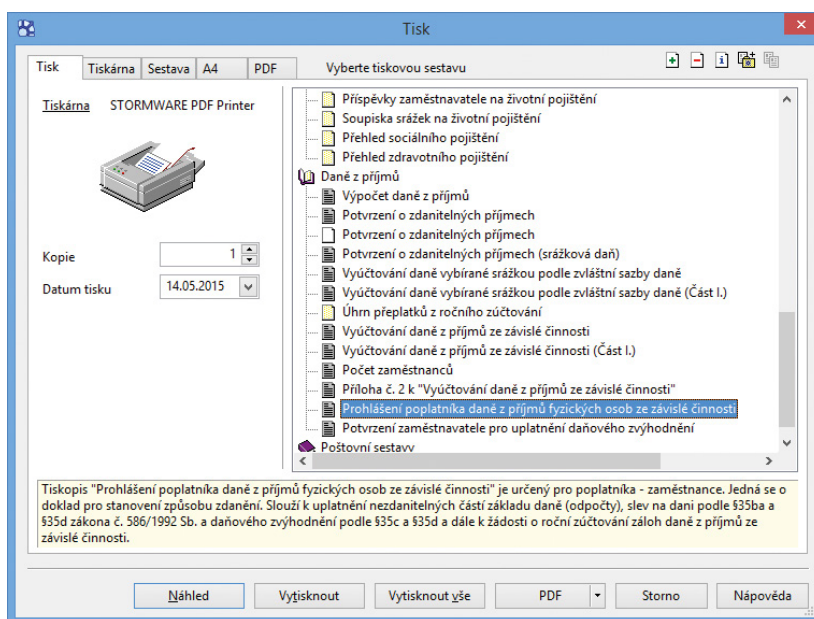 Tisk
Tisk Tiskárna Sestava A4 PDF Vyberte tiskovou sestavu
Tiskárna STORMWARE PDF Printer
Kopie 1
Datum tisku 14.05.2015
Příspěvky zaměstnavatele na životní pojištění
Soupiska srážek na životní pojištění
Přehled sociálního pojištění
Přehled zdravotního pojištění
Daně z příjmů
Výpočet daně z příjmů
Potvrzení o zdanitelných příjmech
Potvrzení o zdanitelných příjmech
Potvrzení o zdanitelných příjmech (srážková daň)
Vyúčtování daně vybírané srážkou podle zvláštní sazby daně
Vyúčtování daně vybírané srážkou podle zvláštní sazby daně (Část I.)
Úhrn přeplatků z ročního zúčtování
Vyúčtování daně z příjmů ze závislé činnosti
Vyúčtování daně z příjmů ze závislé činnosti (Část I.)
Počet zaměstnanců
Příloha č. 2 k "Vyúčtování daně z příjmů ze závislé činnosti"
Prohlášení poplatníka daně z příjmů fyzických osob ze závislé činnosti
Potvrzení zaměstnavatele pro uplatnění daňového zvýhodnění
Poštovní sestavy
Tiskopis "Prohlášení poplatníka daně z příjmů fyzických osob ze závislé činnosti" je určený pro poplatníka - zaměstnance. Jedná se o
doklad pro stanovení způsobu zdanění. Slouží k uplatnění nezdanitelných částí základu daně (odpočty), slev na dani podle §35ba a
§35d zákona č. 586/1992 Sb. a daňového zvýhodnění podle §35c a §35d a dále k žádosti o roční zúčtování záloh daně z příjmů ze
závislé činnosti.
Náhled Vytisknout Vytisknout vše PDF Storno Nápověda